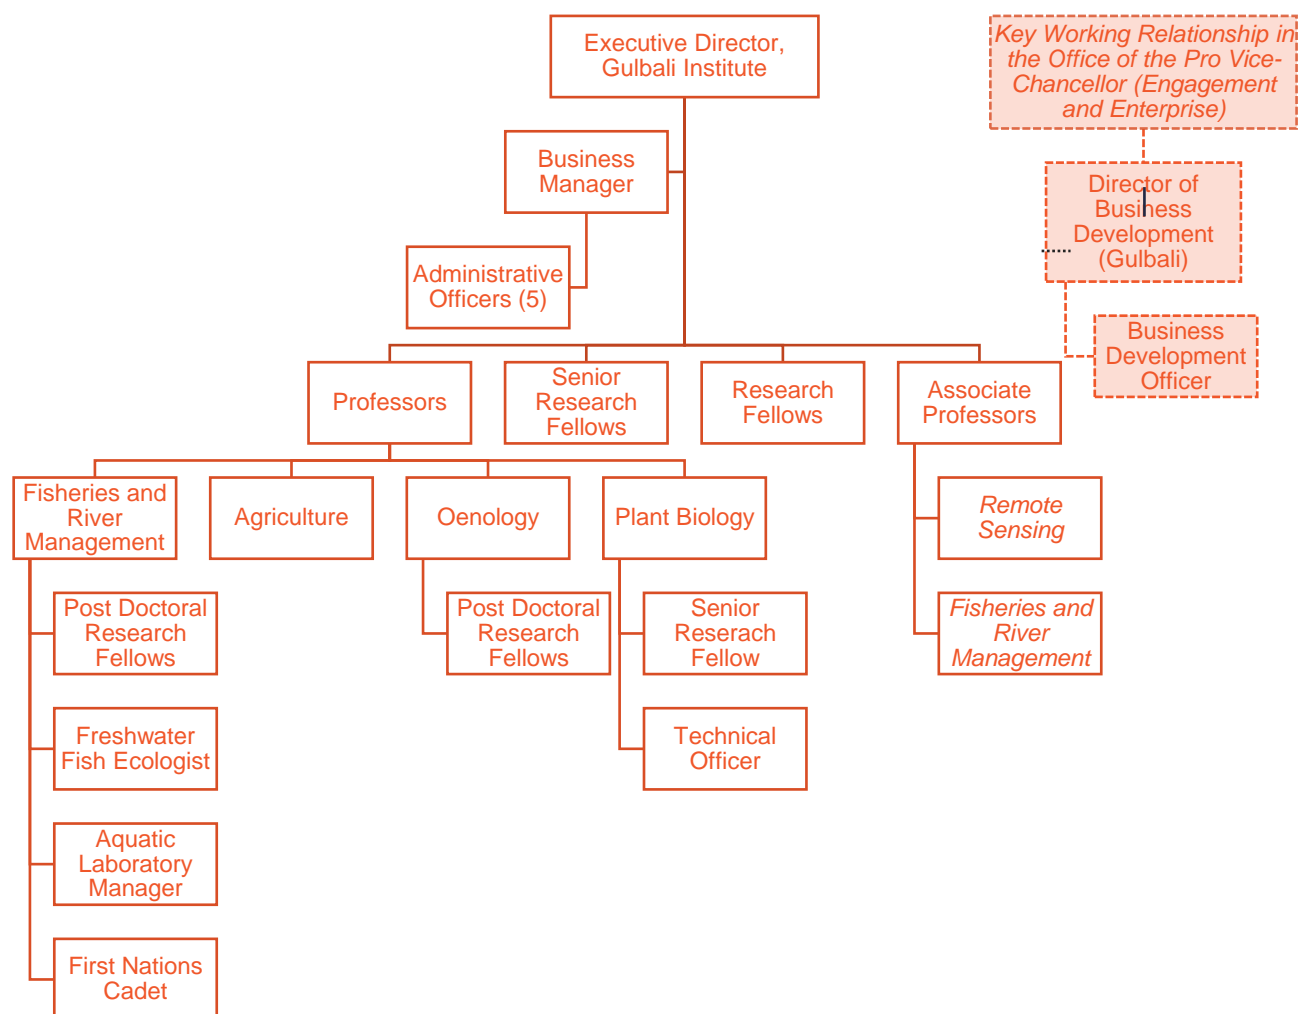 Executive Director,
Gulbali Institute
Key Working Relationship in
the Office of the Pro Vice-
Chancellor (Engagement
and Enterprise)
Business
Manager
Director of
Business
Development
(Gulbali)
Administrative
Officers (5)
Business
Development
Officer
Professors
Senior
Research
Fellows
Research
Fellows
Associate
Professors
Fisheries and
River
Management
Agriculture
Oenology
Plant Biology
Remote
Sensing
Post Doctoral
Research
Fellows
Post Doctoral
Research
Fellows
Senior
Reserach
Fellow
Fisheries and
River
Management
Freshwater
Fish Ecologist
Technical
Officer
Aquatic
Laboratory
Manager
First Nations
Cadet